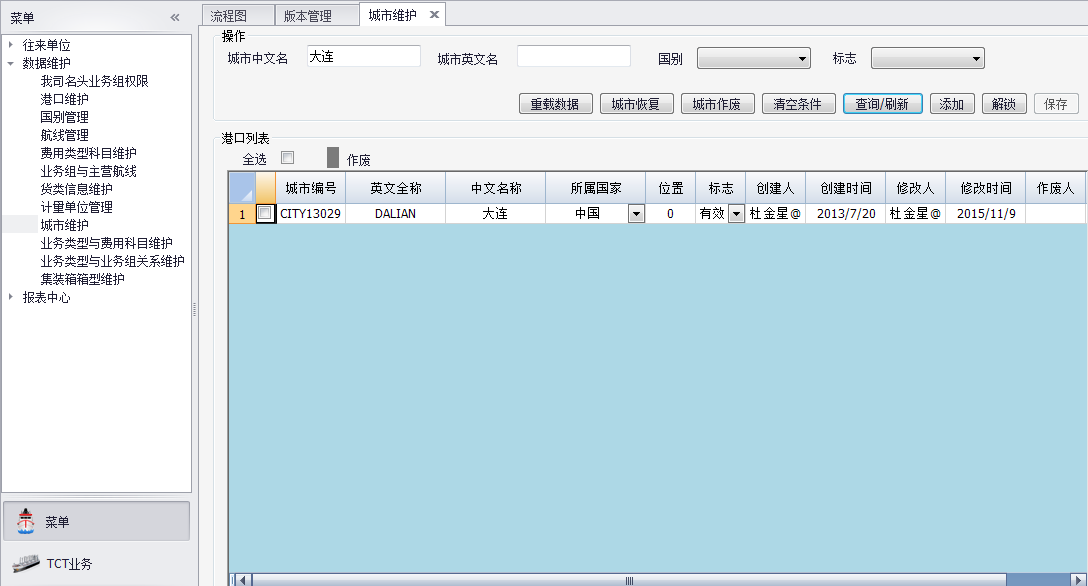 菜单 «
往来单位
数据维护
我司名头业务组权限
港口维护
国别管理
航线管理
费用类型科目维护
业务组与主营航线
货类信息维护
计量单位管理
城市维护
业务类型与费用科目维护
业务类型与业务组关系维护
集装箱箱型维护
报表中心
菜单
TCT业务
流程图 版本管理 城市维护
操作
城市中文名 大连 城市英文名 国别 标志
重载数据 城市恢复 城市作废 清空条件 查询/刷新 添加 解锁 保存
港口列表
全选 作废
城市编号 英文全称 中文名称 所属国家 位置 标志 创建人 创建时间 修改人 修改时间 作废人
1 CITY13029 DALIAN 大连 中国 0 有效 杜金星@ 2013/7/20 杜金星@ 2015/11/9